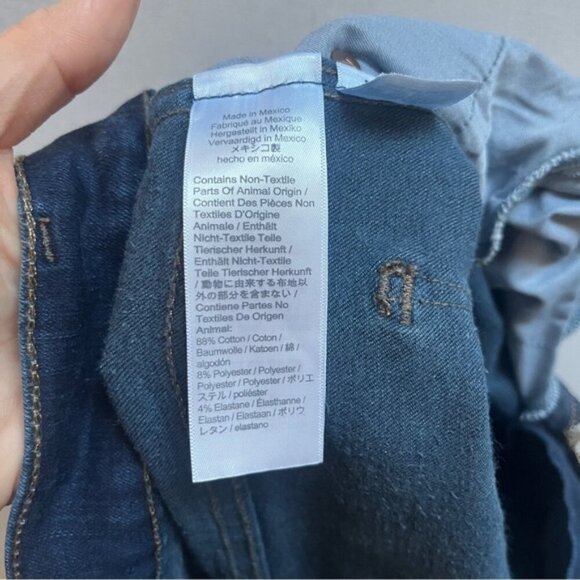 Made in Mexico
Fabriqué au Mexique
Hergestellt in Mexiko
Vervaardigd in Mexico
メキシコ製
hecho en méxico
Contains Non-Textile
Parts Of Animal Origin /
Contient Des Pièces Non
Textiles D'Origine
Animale / Enthält
Nicht-Textile Teile
Tierischer Herkunft /
Enthält NIcht-Textile
Teile Tierischer Herkunft
/ 動物に由来する布地以
外の部分を含む /
Contiene Partes No
Textiles De Origen
Animal:
88% Cotton / Coton /
Baumwolle / Katoen / 綿 /
algodón
8% Polyester / Polyester /
Polyester / Polyester / ポリエ
ステル / poliéster
4% Elastane / Élasthanne /
Elastan / Elastaan / ポリウ
レタン / elastano